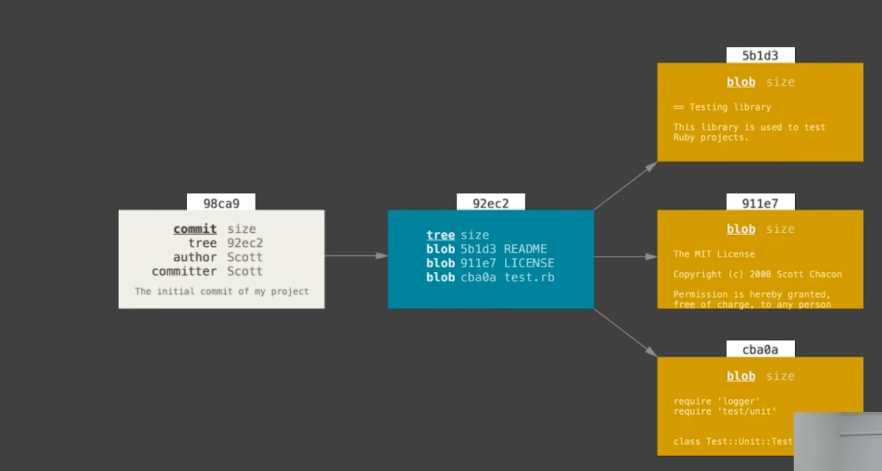 98ca9
commit size
tree 92ec2
author Scott
committer Scott
The initial commit of my project
92ec2
tree size
blob 5b1d3 README
blob 911e7 LICENSE
blob cba0a test.rb
5b1d3
blob size
== Testing library
This library is used to test
Ruby projects.
911e7
blob size
The MIT License
Copyright (c) 2008 Scott Chacon
Permission is hereby granted,
free of charge, to any person
cba0a
blob size
require 'logger'
require 'test/unit'
class Test::Unit::Test